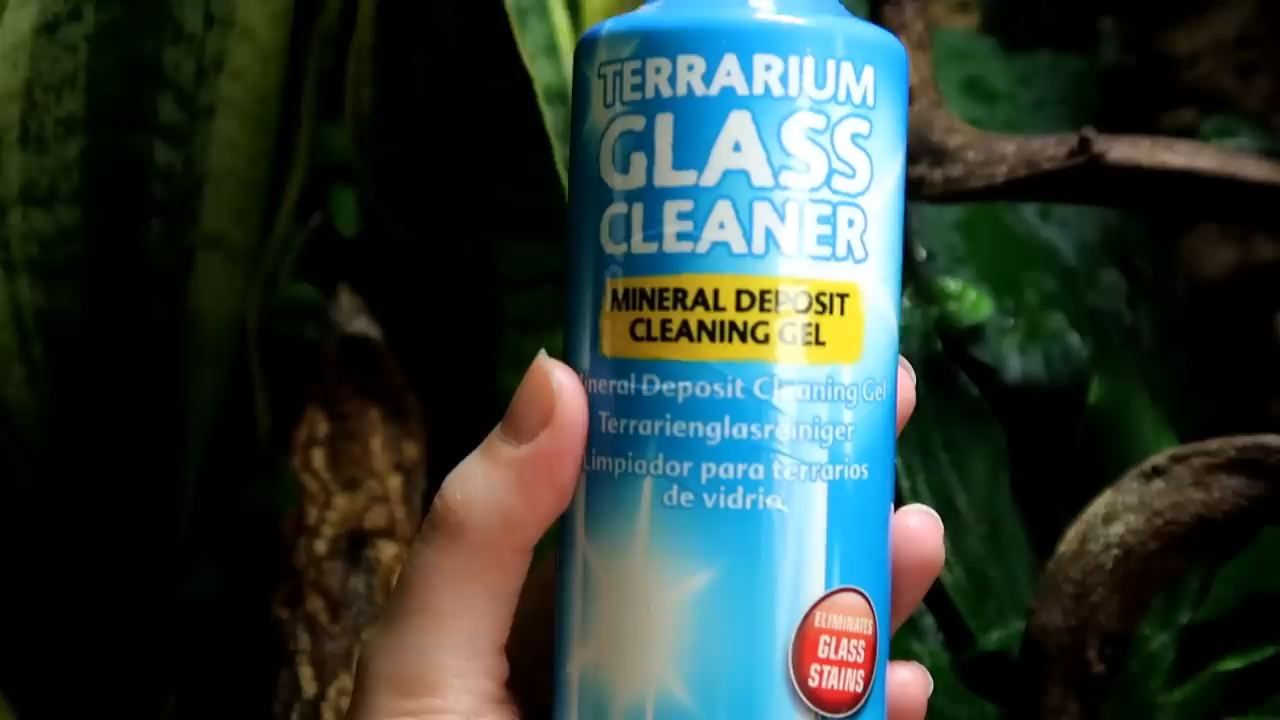 TERRARIUM
GLASS
CLEANER
MINERAL DEPOSIT
CLEANING GEL
Mineral Deposit Cleaning Gel
Terrarienglasreiniger
Limpiador para terrarios
de vidrio
ELIMINATES
GLASS
STAINS